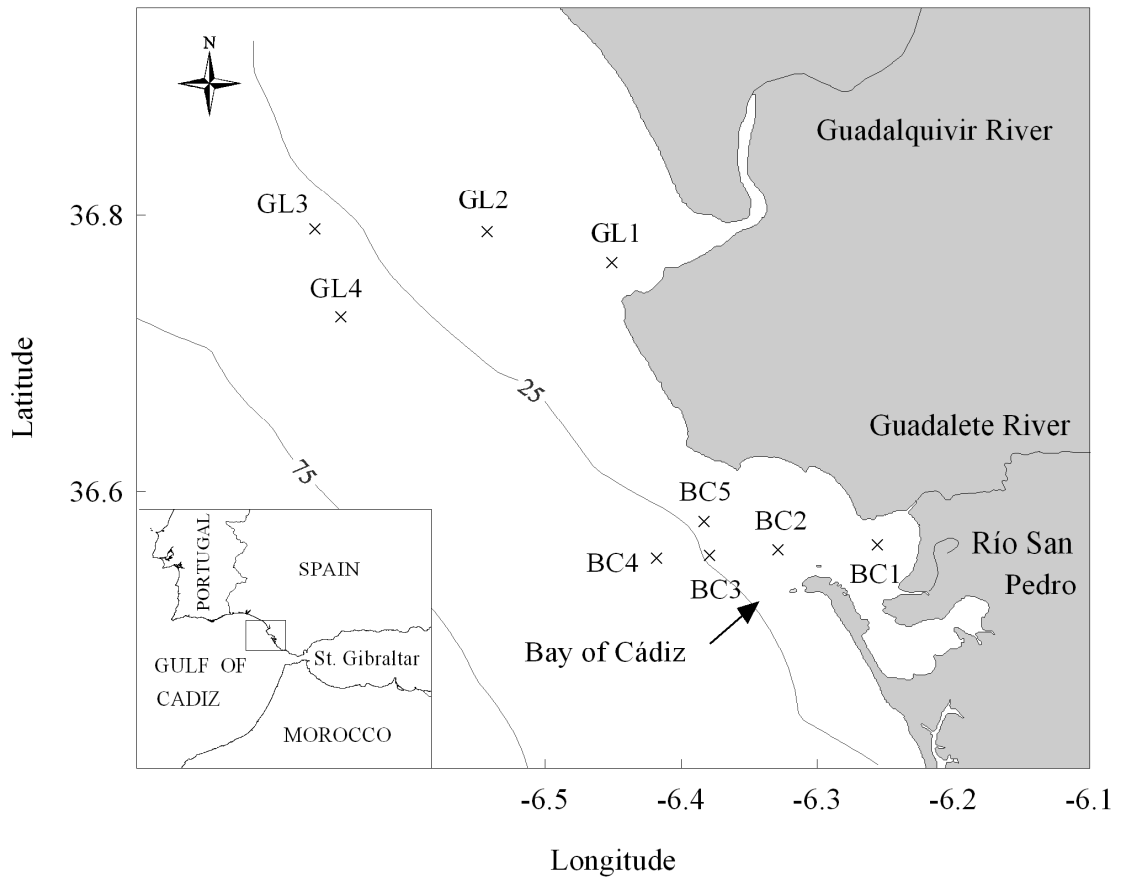 N
Guadalquivir River
GL3
GL2
36.8
GL1
GL4
25
Latitude
Guadalete River
75
36.6
BC5
BC2
Río San
Pedro
BC4
BC3
BC1
PORTUGAL
SPAIN
Bay of Cádiz
GULF OF
CADIZ
St. Gibraltar
MOROCCO
-6.5
-6.4
-6.3
-6.2
-6.1
Longitude